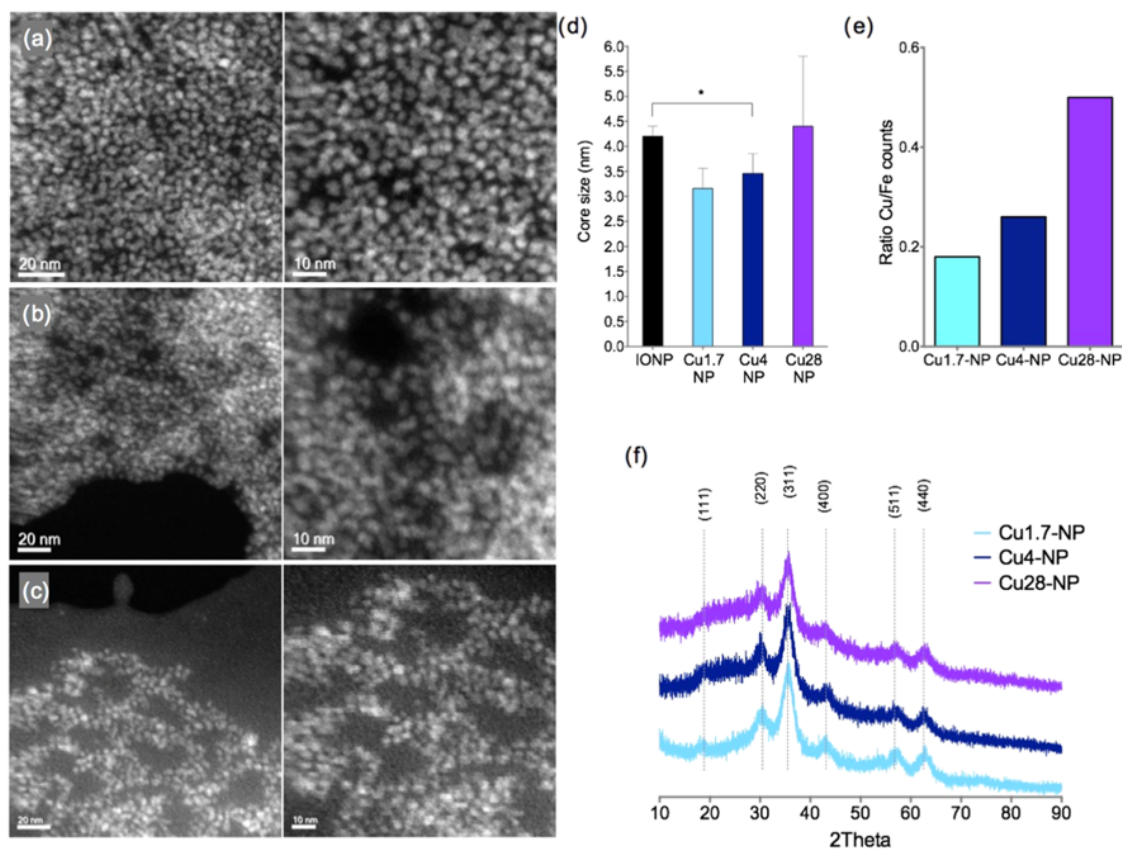 (a)
20 nm
10 nm
(b)
20 nm
10 nm
(c)
20 nm
10 nm
(d)
Core size (nm)
6.0
5.5
5.0
4.5
4.0
3.5
3.0
2.5
2.0
1.5
1.0
0.5
0.0
*
IONP
Cu1.7
NP
Cu4
NP
Cu28
NP
(e)
Ratio Cu/Fe counts
0.6
0.4
0.2
0.0
Cu1.7-NP
Cu4-NP
Cu28-NP
(f)
(111)
(220)
(311)
(400)
(511)
(440)
Cu1.7-NP
Cu4-NP
Cu28-NP
10 20 30 40 50 60 70 80 90
2Theta